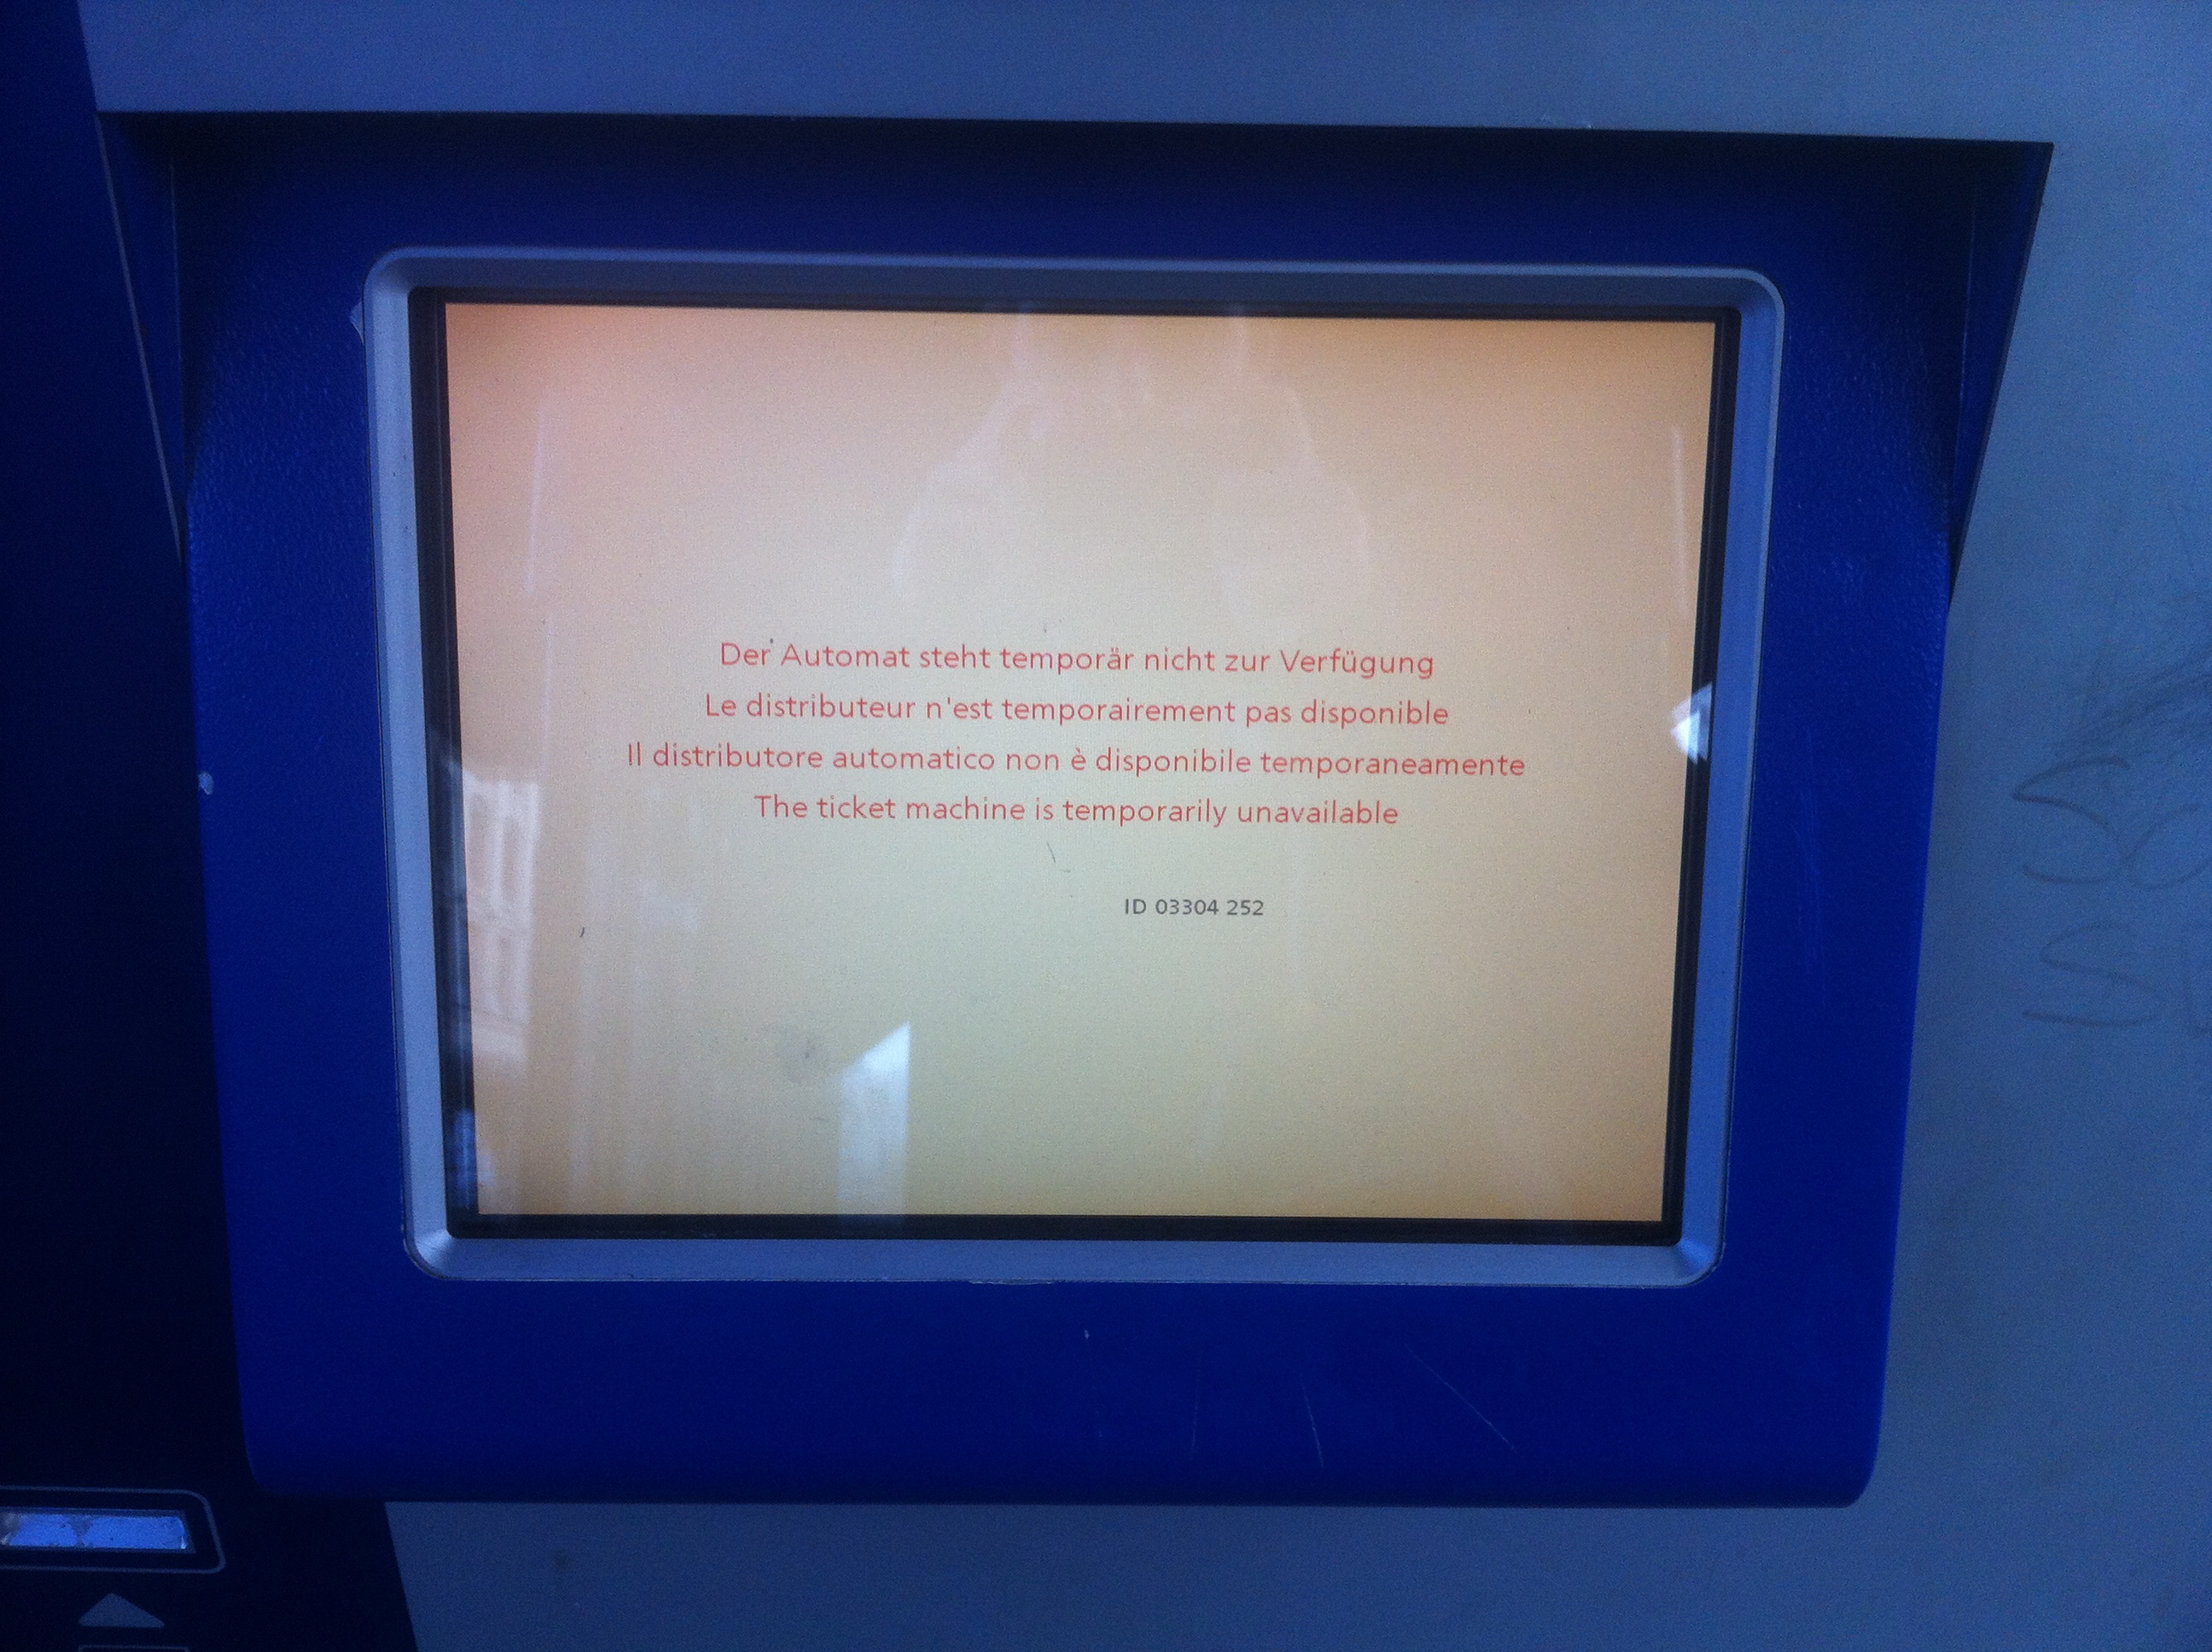 Der Automat steht temporär nicht zur Verfügung
Le distributeur n'est temporairement pas disponible
Il distributore automatico non è disponibile temporaneamente
The ticket machine is temporarily unavailable
ID 03304 252